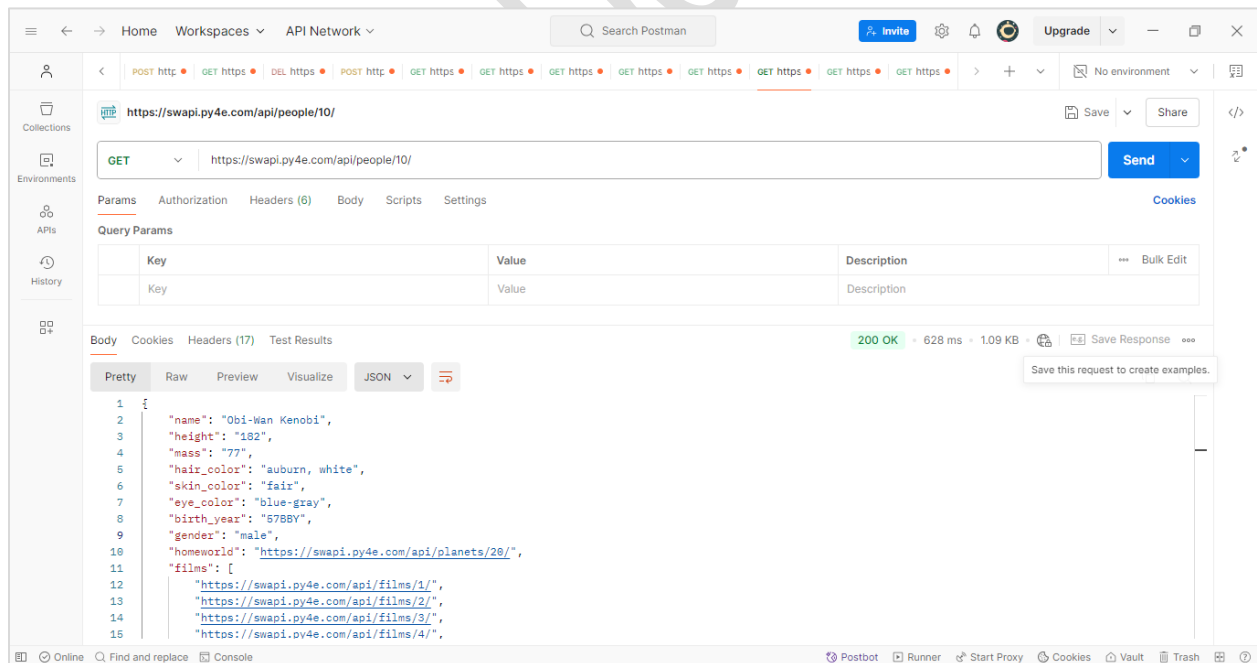 Home Workspaces API Network Search Postman Invite Upgrade
POST http GET https DEL https POST http GET https GET https GET https GET https GET https GET https GET https GET https No environment
Collections
Environments
APIs
History
HTTP https://swapi.py4e.com/api/people/10/ Save Share
GET https://swapi.py4e.com/api/people/10/ Send
Params Authorization Headers (6) Body Scripts Settings Cookies
Query Params
Key Value Description Bulk Edit
Key Value Description
Body Cookies Headers (17) Test Results 200 OK 628 ms 1.09 KB Save Response
Save this request to create examples.
Pretty Raw Preview Visualize JSON
1 {
2 "name": "Obi-Wan Kenobi",
3 "height": "182",
4 "mass": "77",
5 "hair_color": "auburn, white",
6 "skin_color": "fair",
7 "eye_color": "blue-gray",
8 "birth_year": "57BBY",
9 "gender": "male",
10 "homeworld": "https://swapi.py4e.com/api/planets/20/",
11 "films": [
12 "https://swapi.py4e.com/api/films/1/",
13 "https://swapi.py4e.com/api/films/2/",
14 "https://swapi.py4e.com/api/films/3/",
15 "https://swapi.py4e.com/api/films/4/",
Online Find and replace Console Postbot Runner Start Proxy Cookies Vault Trash